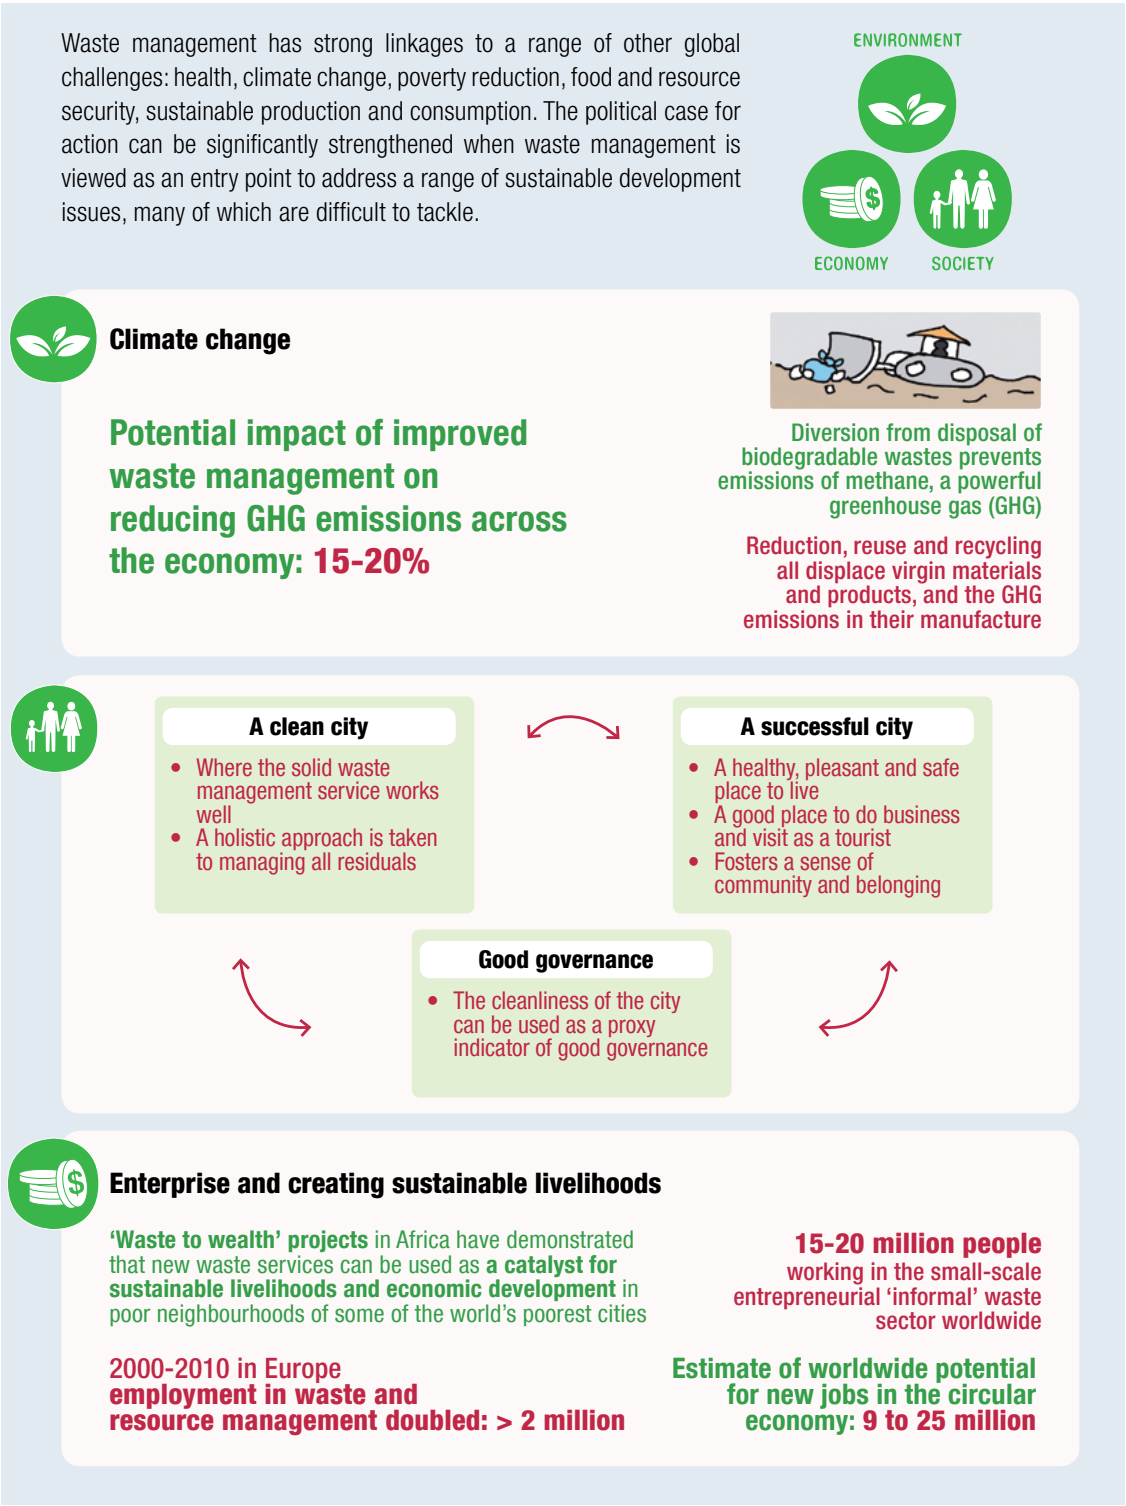 Waste management has strong linkages to a range of other global
challenges: health, climate change, poverty reduction, food and resource
security, sustainable production and consumption. The political case for
action can be significantly strengthened when waste management is
viewed as an entry point to address a range of sustainable development
issues, many of which are difficult to tackle.
ENVIRONMENT
$
ECONOMY
SOCIETY
Climate change
Potential impact of improved
waste management on
reducing GHG emissions across
the economy: 15-20%
Diversion from disposal of
biodegradable wastes prevents
emissions of methane, a powerful
greenhouse gas (GHG)
Reduction, reuse and recycling
all displace virgin materials
and products, and the GHG
emissions in their manufacture
A clean city
• Where the solid waste
management service works
well
• A holistic approach is taken
to managing all residuals
A successful city
• A healthy, pleasant and safe
place to live
• A good place to do business
and visit as a tourist
• Fosters a sense of
community and belonging
Good governance
• The cleanliness of the city
can be used as a proxy
indicator of good governance
$
Enterprise and creating sustainable livelihoods
‘Waste to wealth’ projects in Africa have demonstrated
that new waste services can be used as a catalyst for
sustainable livelihoods and economic development in
poor neighbourhoods of some of the world’s poorest cities
15-20 million people
working in the small-scale
entrepreneurial ‘informal’ waste
sector worldwide
2000-2010 in Europe
employment in waste and
resource management doubled: > 2 million
Estimate of worldwide potential
for new jobs in the circular
economy: 9 to 25 million